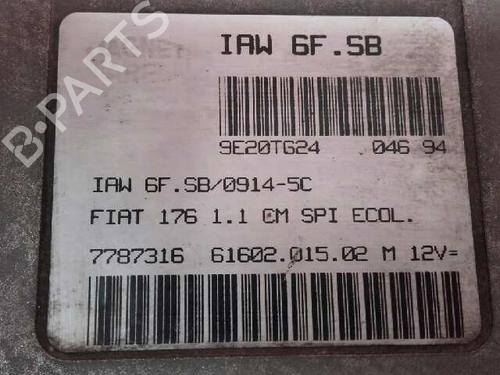 IAW 6F.SB
9E20TG24 046 94
IAW 6F.SB/0914-5C
FIAT 176 1.1 CM SPI ECOL.
7787316 61602.015.02 M 12V=
B-PARTS